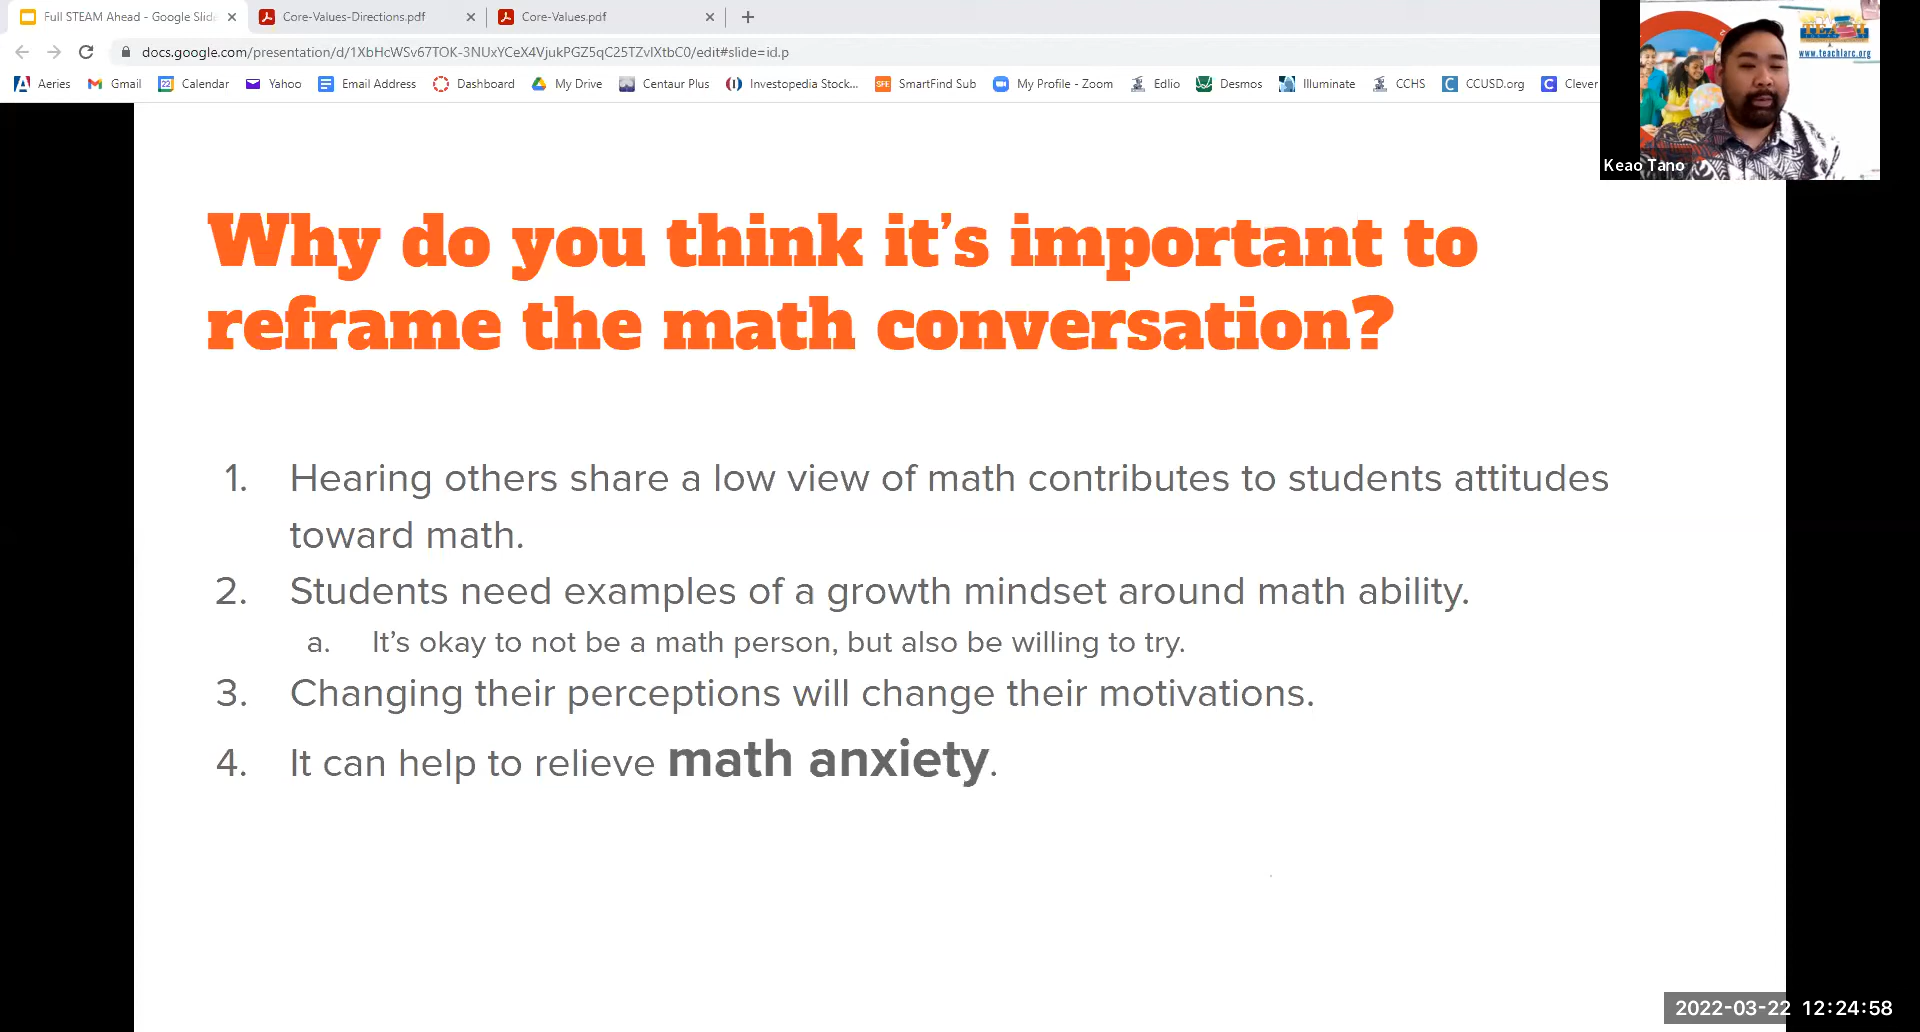 Full STEAM Ahead - Google Slide
Core-Values-Directions.pdf
Core-Values.pdf
docs.google.com/presentation/d/1XbHcWSv67TOK-3NUxYCeX4VjukPGZ5qC25TZvlXtbC0/edit#slide=id.p
Aeries Gmail Calendar Yahoo Email Address Dashboard My Drive Centaur Plus Investopedia Stock... SmartFind Sub My Profile - Zoom Edlio Desmos Illuminate CCHS CCUSD.org Clever
TEACH
www.teachlarc.org
Keao Tano
Why do you think it's important to
reframe the math conversation?
1. Hearing others share a low view of math contributes to students attitudes
toward math.
2. Students need examples of a growth mindset around math ability.
a. It's okay to not be a math person, but also be willing to try.
3. Changing their perceptions will change their motivations.
4. It can help to relieve math anxiety.
2022-03-22 12:24:58